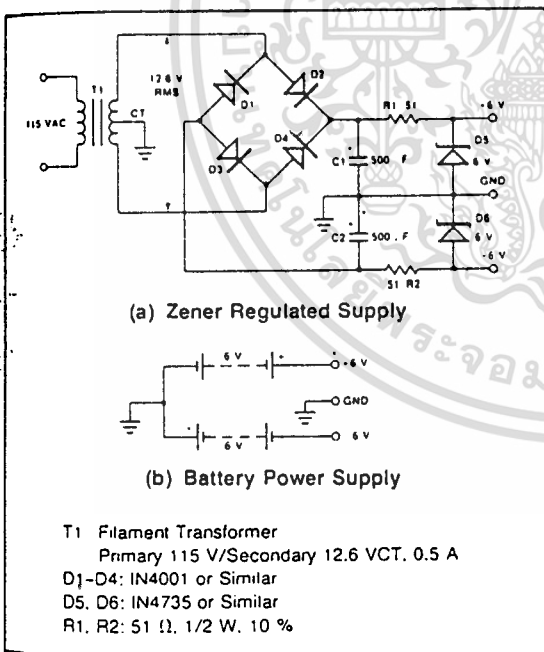 12.6 V
RMS
T1
115 VAC
CT
D1
D2
D3
D4
R1 51
+6 V
D5
6 V
C1
500 F
GND
D6
6 V
C2
500 F
-6 V
51 R2
(a) Zener Regulated Supply
6 V
+6 V
GND
6 V
6 V
(b) Battery Power Supply
T1 Filament Transformer
Primary 115 V/Secondary 12.6 VCT, 0.5 A
D1-D4: IN4001 or Similar
D5, D6: IN4735 or Similar
R1, R2: 51 Ω, 1/2 W, 10 %